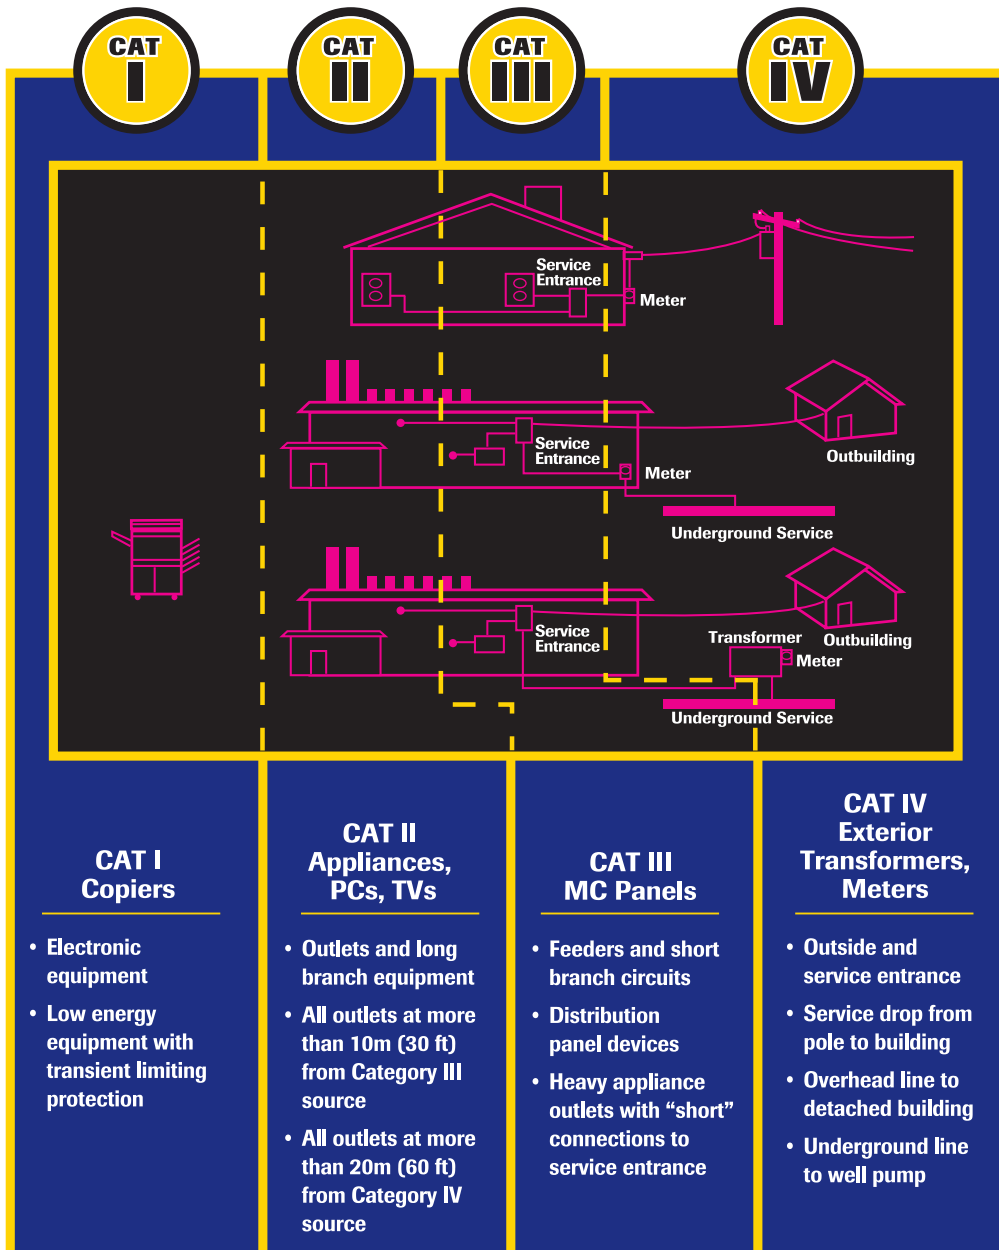 CAT
I
CAT
II
CAT
III
CAT
IV
Service
Entrance
Meter
Service
Entrance
Meter
Outbuilding
Underground Service
Service
Entrance
Transformer
Outbuilding
Meter
Underground Service
CAT I
Copiers
• Electronic
equipment
• Low energy
equipment with
transient limiting
protection
CAT II
Appliances,
PCs, TVs
• Outlets and long
branch equipment
• All outlets at more
than 10m (30 ft)
from Category III
source
• All outlets at more
than 20m (60 ft)
from Category IV
source
CAT III
MC Panels
• Feeders and short
branch circuits
• Distribution
panel devices
• Heavy appliance
outlets with “short”
connections to
service entrance
CAT IV
Exterior
Transformers,
Meters
• Outside and
service entrance
• Service drop from
pole to building
• Overhead line to
detached building
• Underground line
to well pump